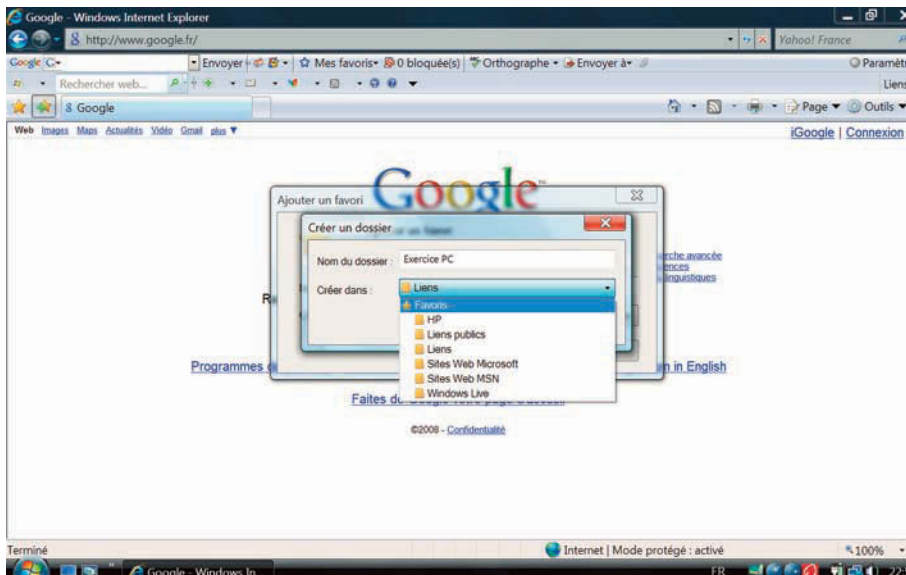 Google - Windows Internet Explorer
http://www.google.fr/
Yahoo! France
Google
Envoyer
Mes favoris
0 bloquée(s)
Orthographe
Envoyer à
Paramèt
Rechercher web...
Liens
Google
Page
Outils
Web Images Maps Actualités Vidéo Gmail plus ▼
iGoogle | Connexion
Google™
Ajouter un favori
Créer un dossier
Nom du dossier : Exercice PC
Créer dans : Liens
Favoris
HP
Liens publics
Liens
Sites Web Microsoft
Sites Web MSN
Windows Live
rche avancée
ences
linguistiques
R
Programmes d
n in English
Faites de
©2008 - Confidentialité
Terminé
Internet | Mode protégé : activé
100%
Google - Windows In
FR
22: